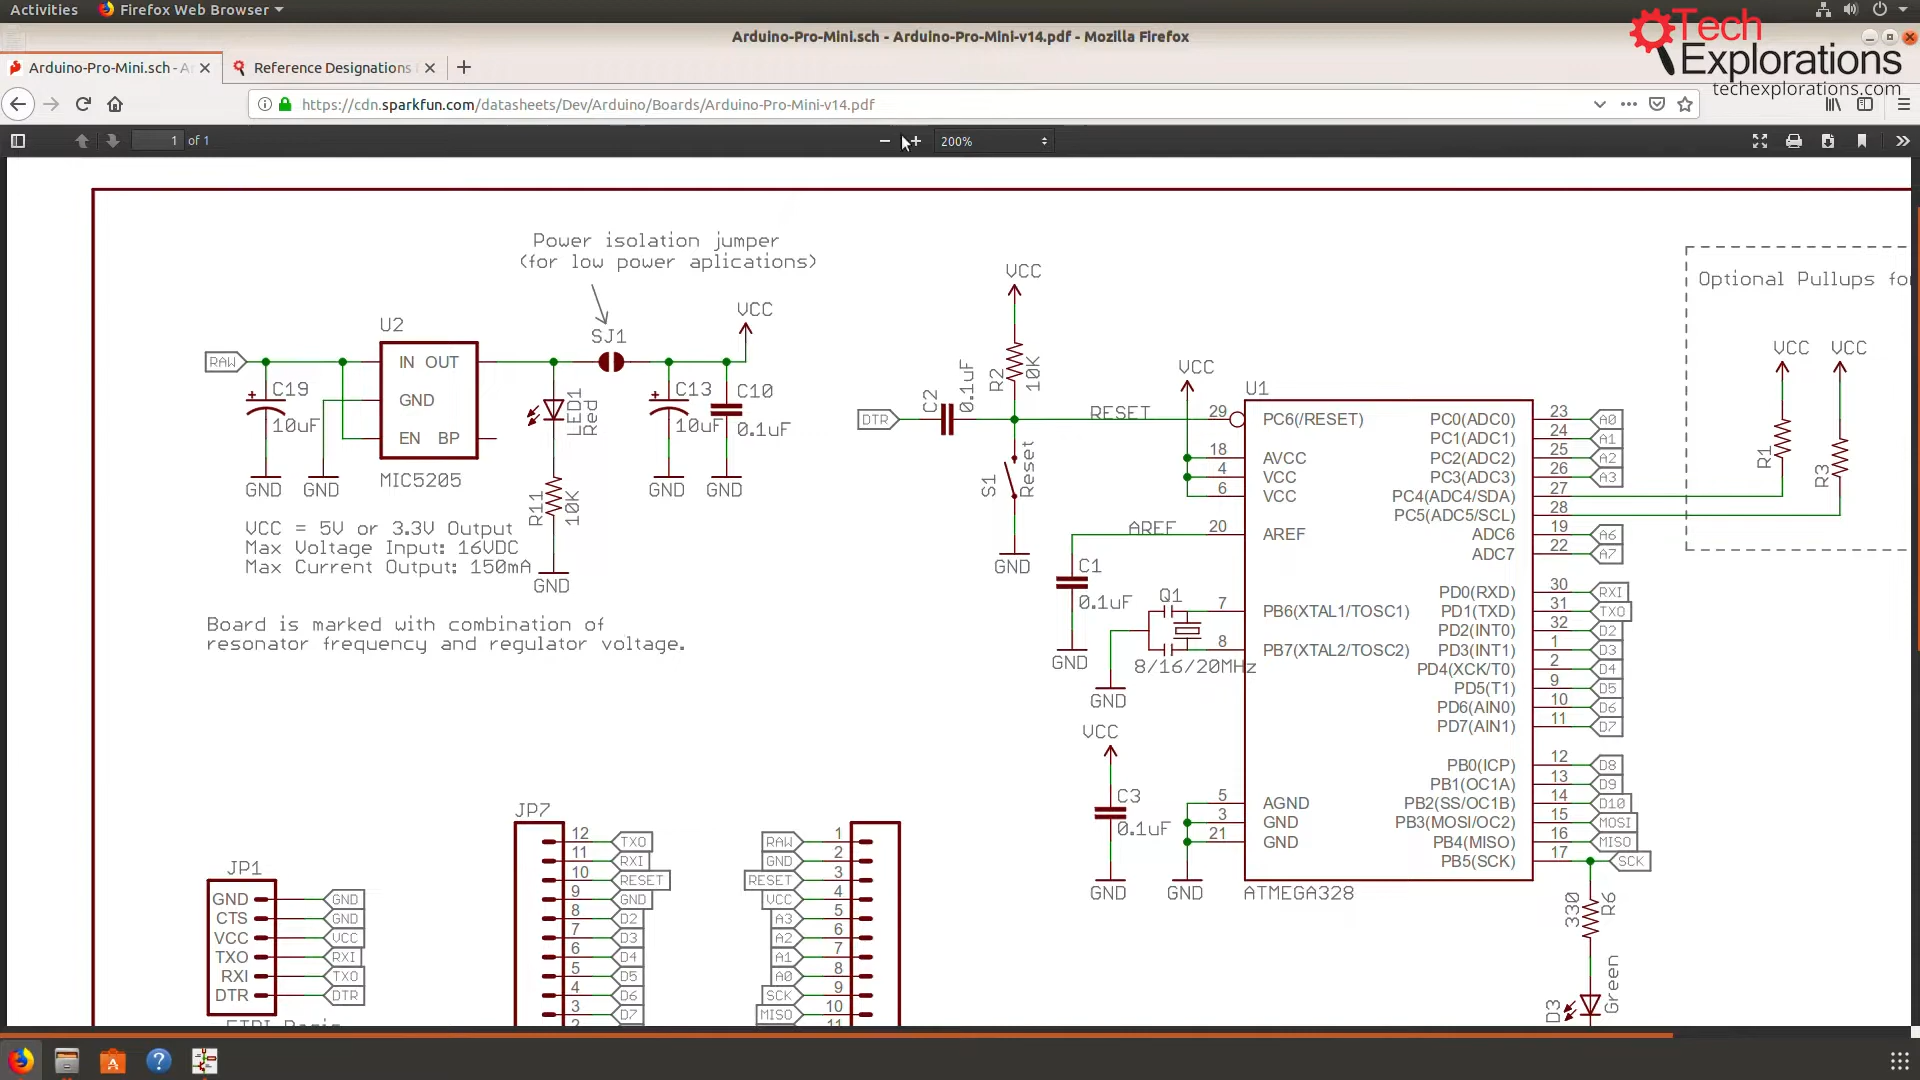 Activities
Firefox Web Browser
Arduino-Pro-Mini.sch - Arduino-Pro-Mini-v14.pdf - Mozilla Firefox
Tech
Explorations
techexplorations.com
Arduino-Pro-Mini.sch - A
Reference Designations
https://cdn.sparkfun.com/datasheets/Dev/Arduino/Boards/Arduino-Pro-Mini-v14.pdf
1 of 1
200%
Power isolation jumper
(for low power aplications)
SJ1
VCC
U2
RAW
IN OUT
GND
EN BP
MIC5205
C19
10uF
GND
GND
LED1
Red
R11
10K
GND
C13
10uF
GND
C10
0.1uF
GND
VCC = 5V or 3.3V Output
Max Voltage Input: 16VDC
Max Current Output: 150mA
Board is marked with combination of
resonator frequency and regulator voltage.
VCC
R2
10K
DTR
C2
0.1uF
RESET
S1
Reset
GND
VCC
AREF
C1
0.1uF
GND
Q1
8/16/20MHz
GND
VCC
C3
0.1uF
GND
GND
U1
29 PC6(/RESET)
18 AVCC
4 VCC
6 VCC
20 AREF
7 PB6(XTAL1/TOSC1)
8 PB7(XTAL2/TOSC2)
5 AGND
3 GND
21 GND
ATMEGA328
PC0(ADC0) 23 A0
PC1(ADC1) 24 A1
PC2(ADC2) 25 A2
PC3(ADC3) 26 A3
PC4(ADC4/SDA) 27
PC5(ADC5/SCL) 28
ADC6 19 A6
ADC7 22 A7
PD0(RXD) 30 RXI
PD1(TXD) 31 TXO
PD2(INT0) 32 D2
PD3(INT1) 1 D3
PD4(XCK/T0) 2 D4
PD5(T1) 9 D5
PD6(AIN0) 10 D6
PD7(AIN1) 11 D7
PB0(ICP) 12 D8
PB1(OC1A) 13 D9
PB2(SS/OC1B) 14 D10
PB3(MOSI/OC2) 15 MOSI
PB4(MISO) 16 MISO
PB5(SCK) 17 SCK
330
R6
D3
Green
Optional Pullups fo
VCC
VCC
R1
R3
JP1
GND GND
CTS GND
VCC VCC
TXO RXI
RXI TXO
DTR DTR
JP7
12 TXO
11 RXI
10 RESET
9 GND
8 D2
7 D3
6 D4
5 D5
4 D6
3 D7
2
RAW 1
GND 2
RESET 3
VCC 4
A3 5
A2 6
A1 7
A0 8
SCK 9
MISO 10
11